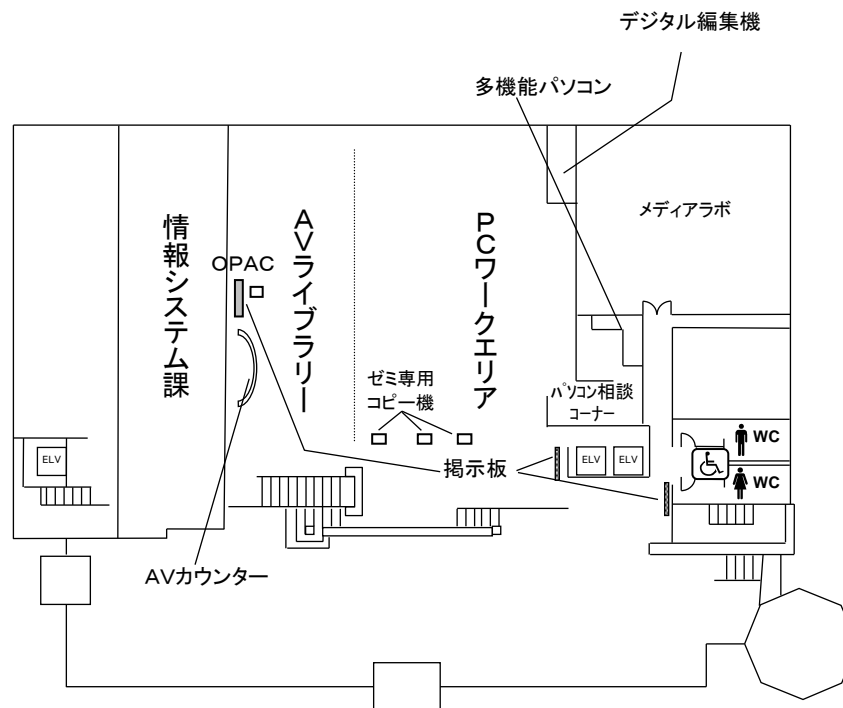 デジタル編集機
多機能パソコン
メディアラボ
情報システム課
OPAC
AVライブラリー
PCワークエリア
ゼミ専用
コピー機
パソコン相談
コーナー
ELV
掲示板
ELV
ELV
WC
WC
AVカウンター